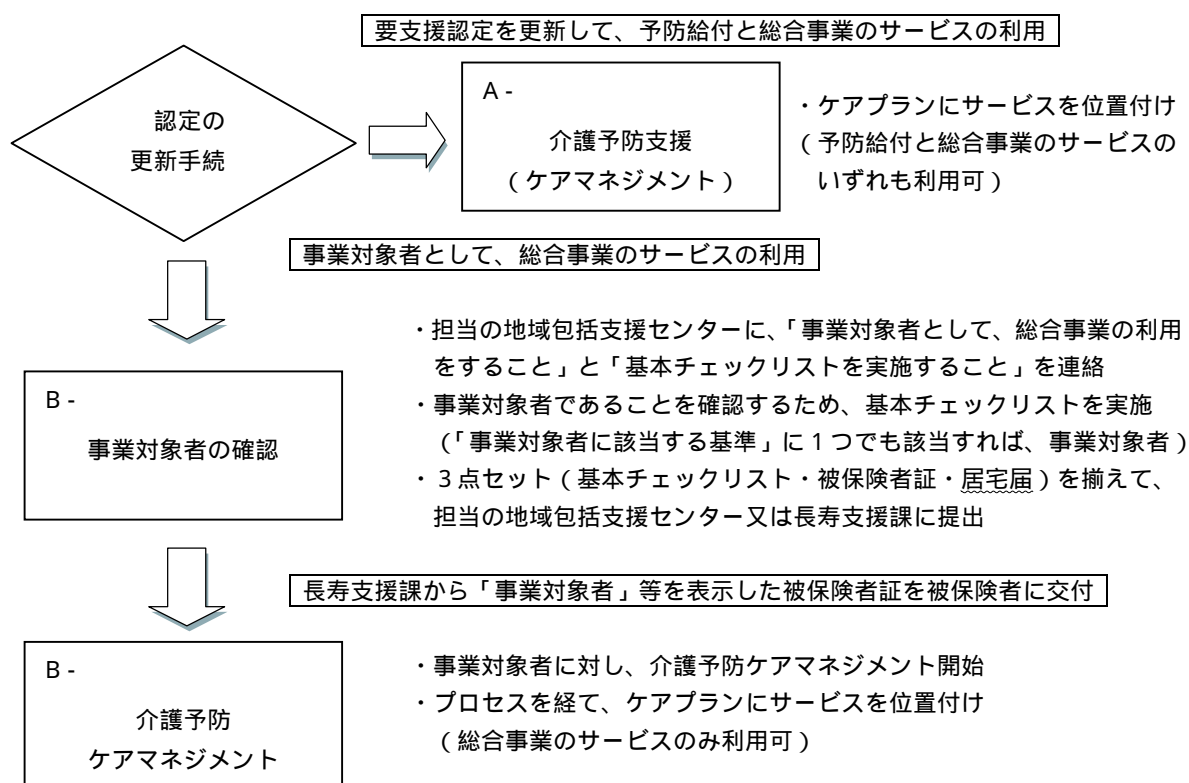 要支援認定を更新して、予防給付と総合事業のサービスの利用
認定の
更新手続
A -
介護予防支援
(ケアマネジメント)
・ケアプランにサービスを位置付け
(予防給付と総合事業のサービスの
いずれも利用可)
事業対象者として、総合事業のサービスの利用
B -
事業対象者の確認
・担当の地域包括支援センターに、「事業対象者として、総合事業の利用
をすること」と「基本チェックリストを実施すること」を連絡
・事業対象者であることを確認するため、基本チェックリストを実施
(「事業対象者に該当する基準」に1つでも該当すれば、事業対象者)
・3点セット(基本チェックリスト・被保険者証・居宅届)を揃えて、
担当の地域包括支援センター又は長寿支援課に提出
長寿支援課から「事業対象者」等を表示した被保険者証を被保険者に交付
B -
介護予防
ケアマネジメント
・事業対象者に対し、介護予防ケアマネジメント開始
・プロセスを経て、ケアプランにサービスを位置付け
(総合事業のサービスのみ利用可)